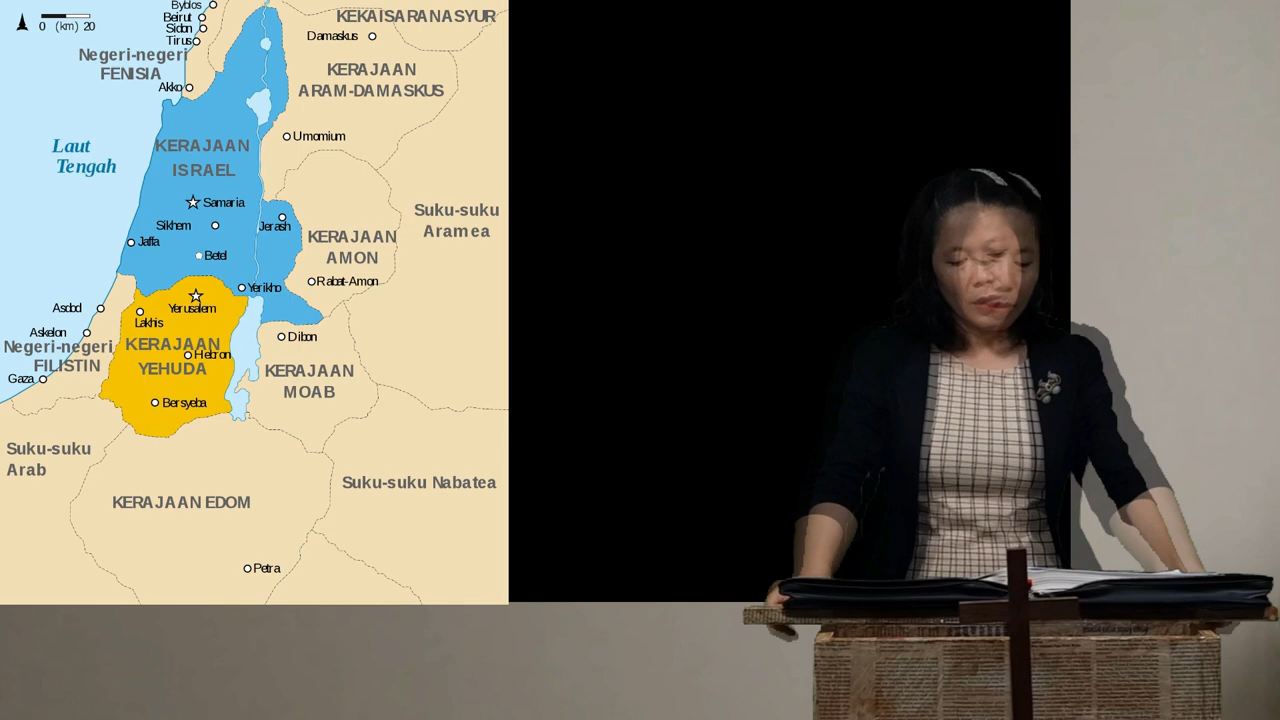 Byblos
Beirut
Sidon
Tirus
0 (km) 20
KEKAISARAN ASYUR
Damaskus
Negeri-negeri
FENISIA
KERAJAAN
ARAM-DAMASKUS
Akko
Umomium
Laut
Tengah
KERAJAAN
ISRAEL
Samaria
Sikhem
Jerash
Suku-suku
Aramea
Jaffa
Betel
KERAJAAN
AMON
Yerikho
Rabat-Amon
Asdod
Yerusalem
Lakhis
Askelon
Dibon
Negeri-negeri
FILISTIN
KERAJAAN
YEHUDA
Hebron
KERAJAAN
MOAB
Gaza
Bersyeba
Suku-suku
Arab
Suku-suku Nabatea
KERAJAAN EDOM
Petra